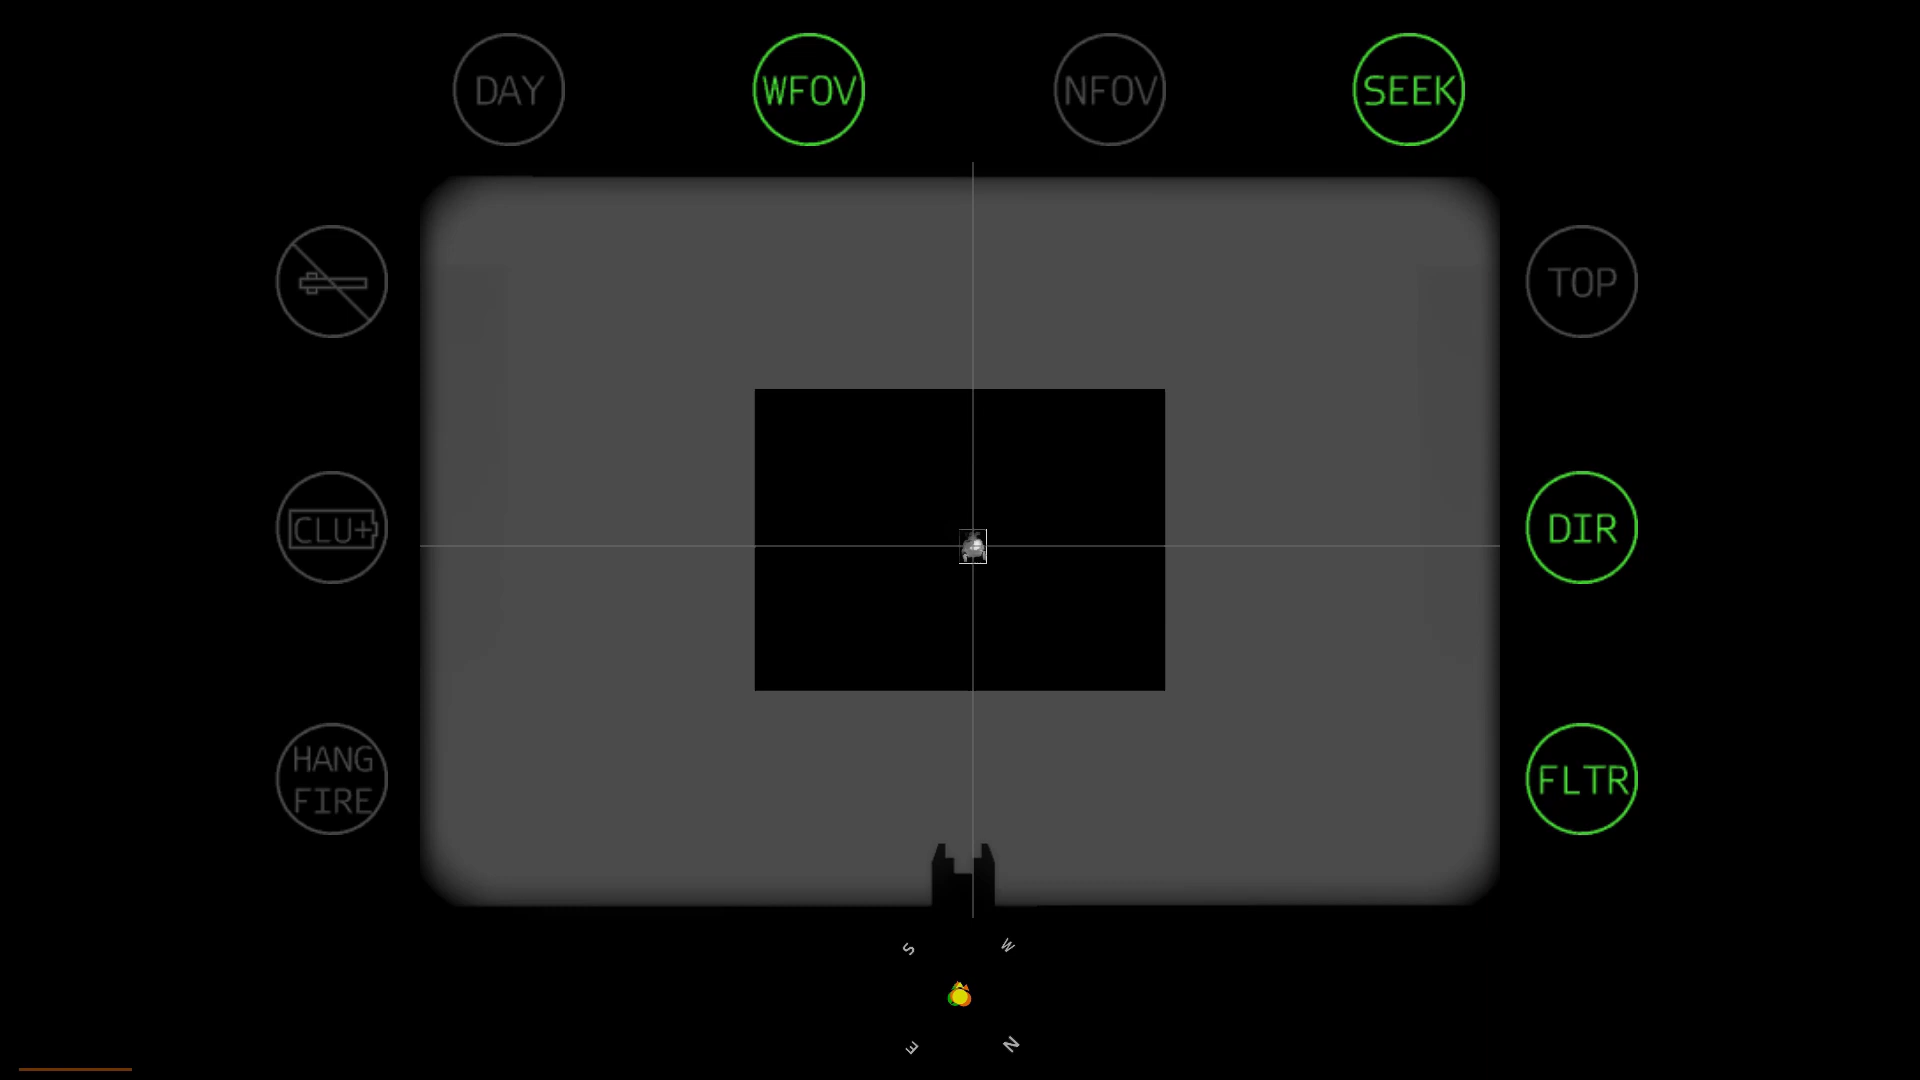 DAY
WFOV
NFOV
SEEK
TOP
CLU+
DIR
HANG
FIRE
FLTR
S
W
E
N